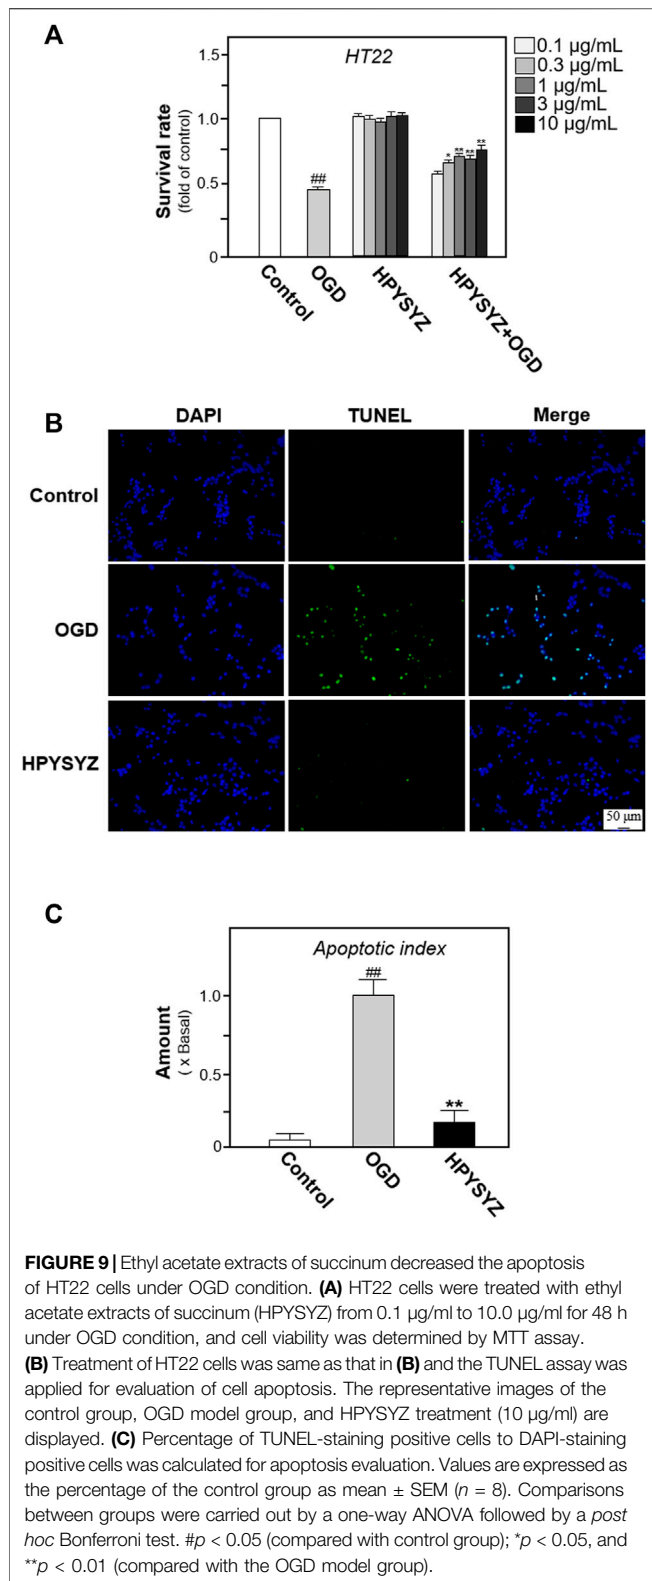 A
HT22
0.1 µg/mL
0.3 µg/mL
1 µg/mL
3 µg/mL
10 µg/mL
Survival rate
(fold of control)
1.5
1.0
0.5
0
##
* ** ** **
Control
OGD
HPYSYZ
HPYSYZ+OGD
B
DAPI TUNEL Merge
Control
OGD
HPYSYZ
50 µm
C
Apoptotic index
Amount
( x Basal)
1.0
0.5
0
##
**
Control
OGD
HPYSYZ
FIGURE 9 | Ethyl acetate extracts of succinum decreased the apoptosis
of HT22 cells under OGD condition. (A) HT22 cells were treated with ethyl
acetate extracts of succinum (HPYSYZ) from 0.1 µg/ml to 10.0 µg/ml for 48 h
under OGD condition, and cell viability was determined by MTT assay.
(B) Treatment of HT22 cells was same as that in (B) and the TUNEL assay was
applied for evaluation of cell apoptosis. The representative images of the
control group, OGD model group, and HPYSYZ treatment (10 µg/ml) are
displayed. (C) Percentage of TUNEL-staining positive cells to DAPI-staining
positive cells was calculated for apoptosis evaluation. Values are expressed as
the percentage of the control group as mean ± SEM (n = 8). Comparisons
between groups were carried out by a one-way ANOVA followed by a post
hoc Bonferroni test. #p < 0.05 (compared with control group); *p < 0.05, and
**p < 0.01 (compared with the OGD model group).